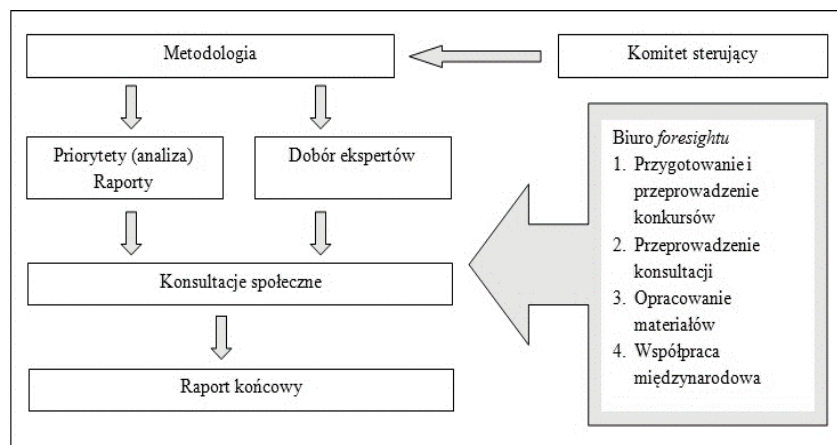 Metodologia
Komitet sterujący
Priorytety (analiza)
Raporty
Dobór ekspertów
Konsultacje społeczne
Raport końcowy
Biuro foresightu
1. Przygotowanie i
przeprowadzenie
konkursów
2. Przeprowadzenie
konsultacji
3. Opracowanie
materiałów
4. Współpraca
międzynarodowa